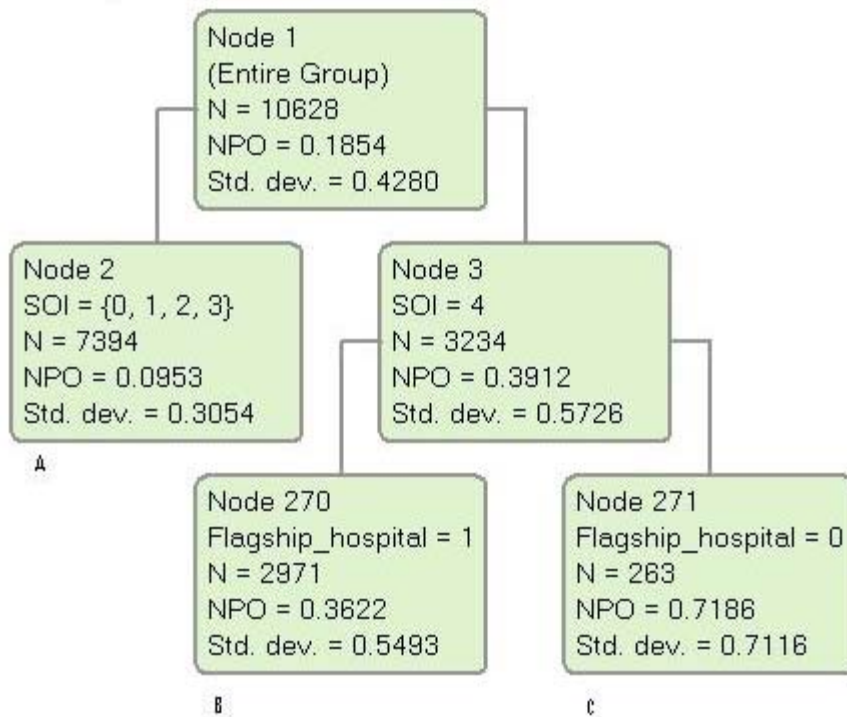 Node 1
(Entire Group)
N = 10628
NPO = 0.1854
Std. dev. = 0.4280
Node 2
SOI = {0, 1, 2, 3}
N = 7394
NPO = 0.0953
Std. dev. = 0.3054
A
Node 3
SOI = 4
N = 3234
NPO = 0.3912
Std. dev. = 0.5726
Node 270
Flagship_hospital = 1
N = 2971
NPO = 0.3622
Std. dev. = 0.5493
B
Node 271
Flagship_hospital = 0
N = 263
NPO = 0.7186
Std. dev. = 0.7116
C